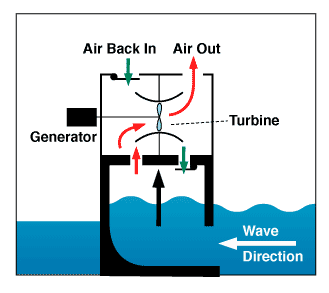 Air Back In Air Out
Turbine
Generator
Wave
Direction